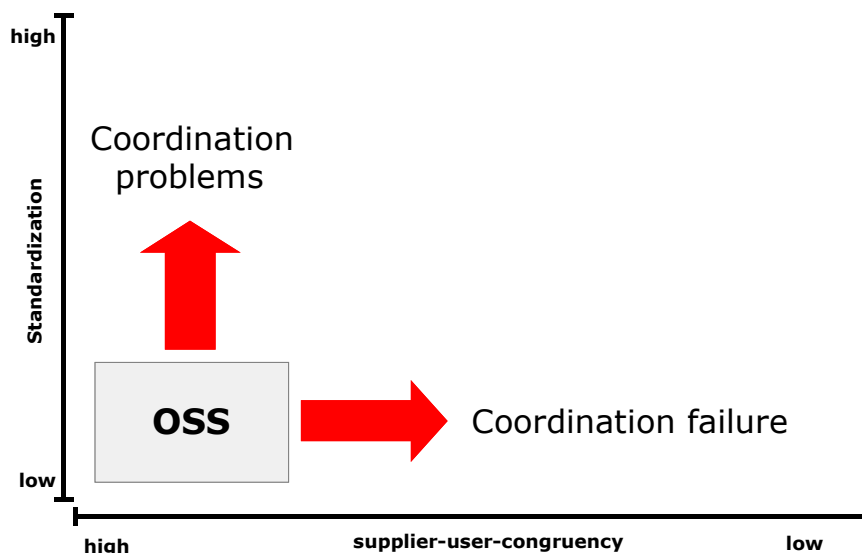 high
Coordination
problems
Standardization
OSS
Coordination failure
low
high
supplier-user-congruency
low